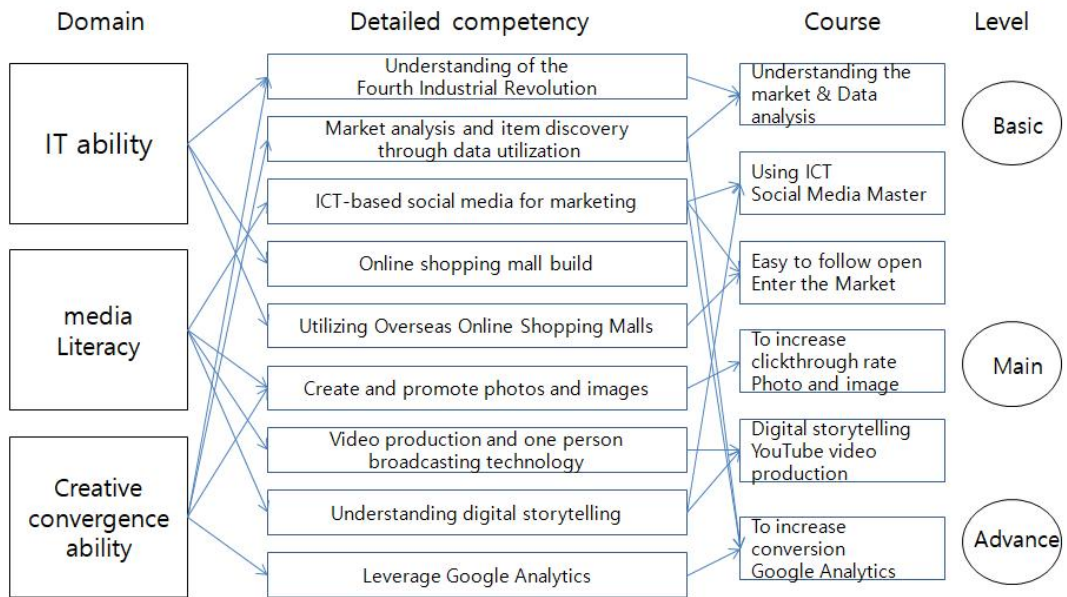 Domain
Detailed competency
Course
Level
IT ability
media
Literacy
Creative
convergence
ability
Understanding of the
Fourth Industrial Revolution
Market analysis and item discovery
through data utilization
ICT-based social media for marketing
Online shopping mall build
Utilizing Overseas Online Shopping Malls
Create and promote photos and images
Video production and one person
broadcasting technology
Understanding digital storytelling
Leverage Google Analytics
Understanding the
market & Data
analysis
Using ICT
Social Media Master
Easy to follow open
Enter the Market
To increase
clickthrough rate
Photo and image
Digital storytelling
YouTube video
production
To increase
conversion
Google Analytics
Basic
Main
Advance